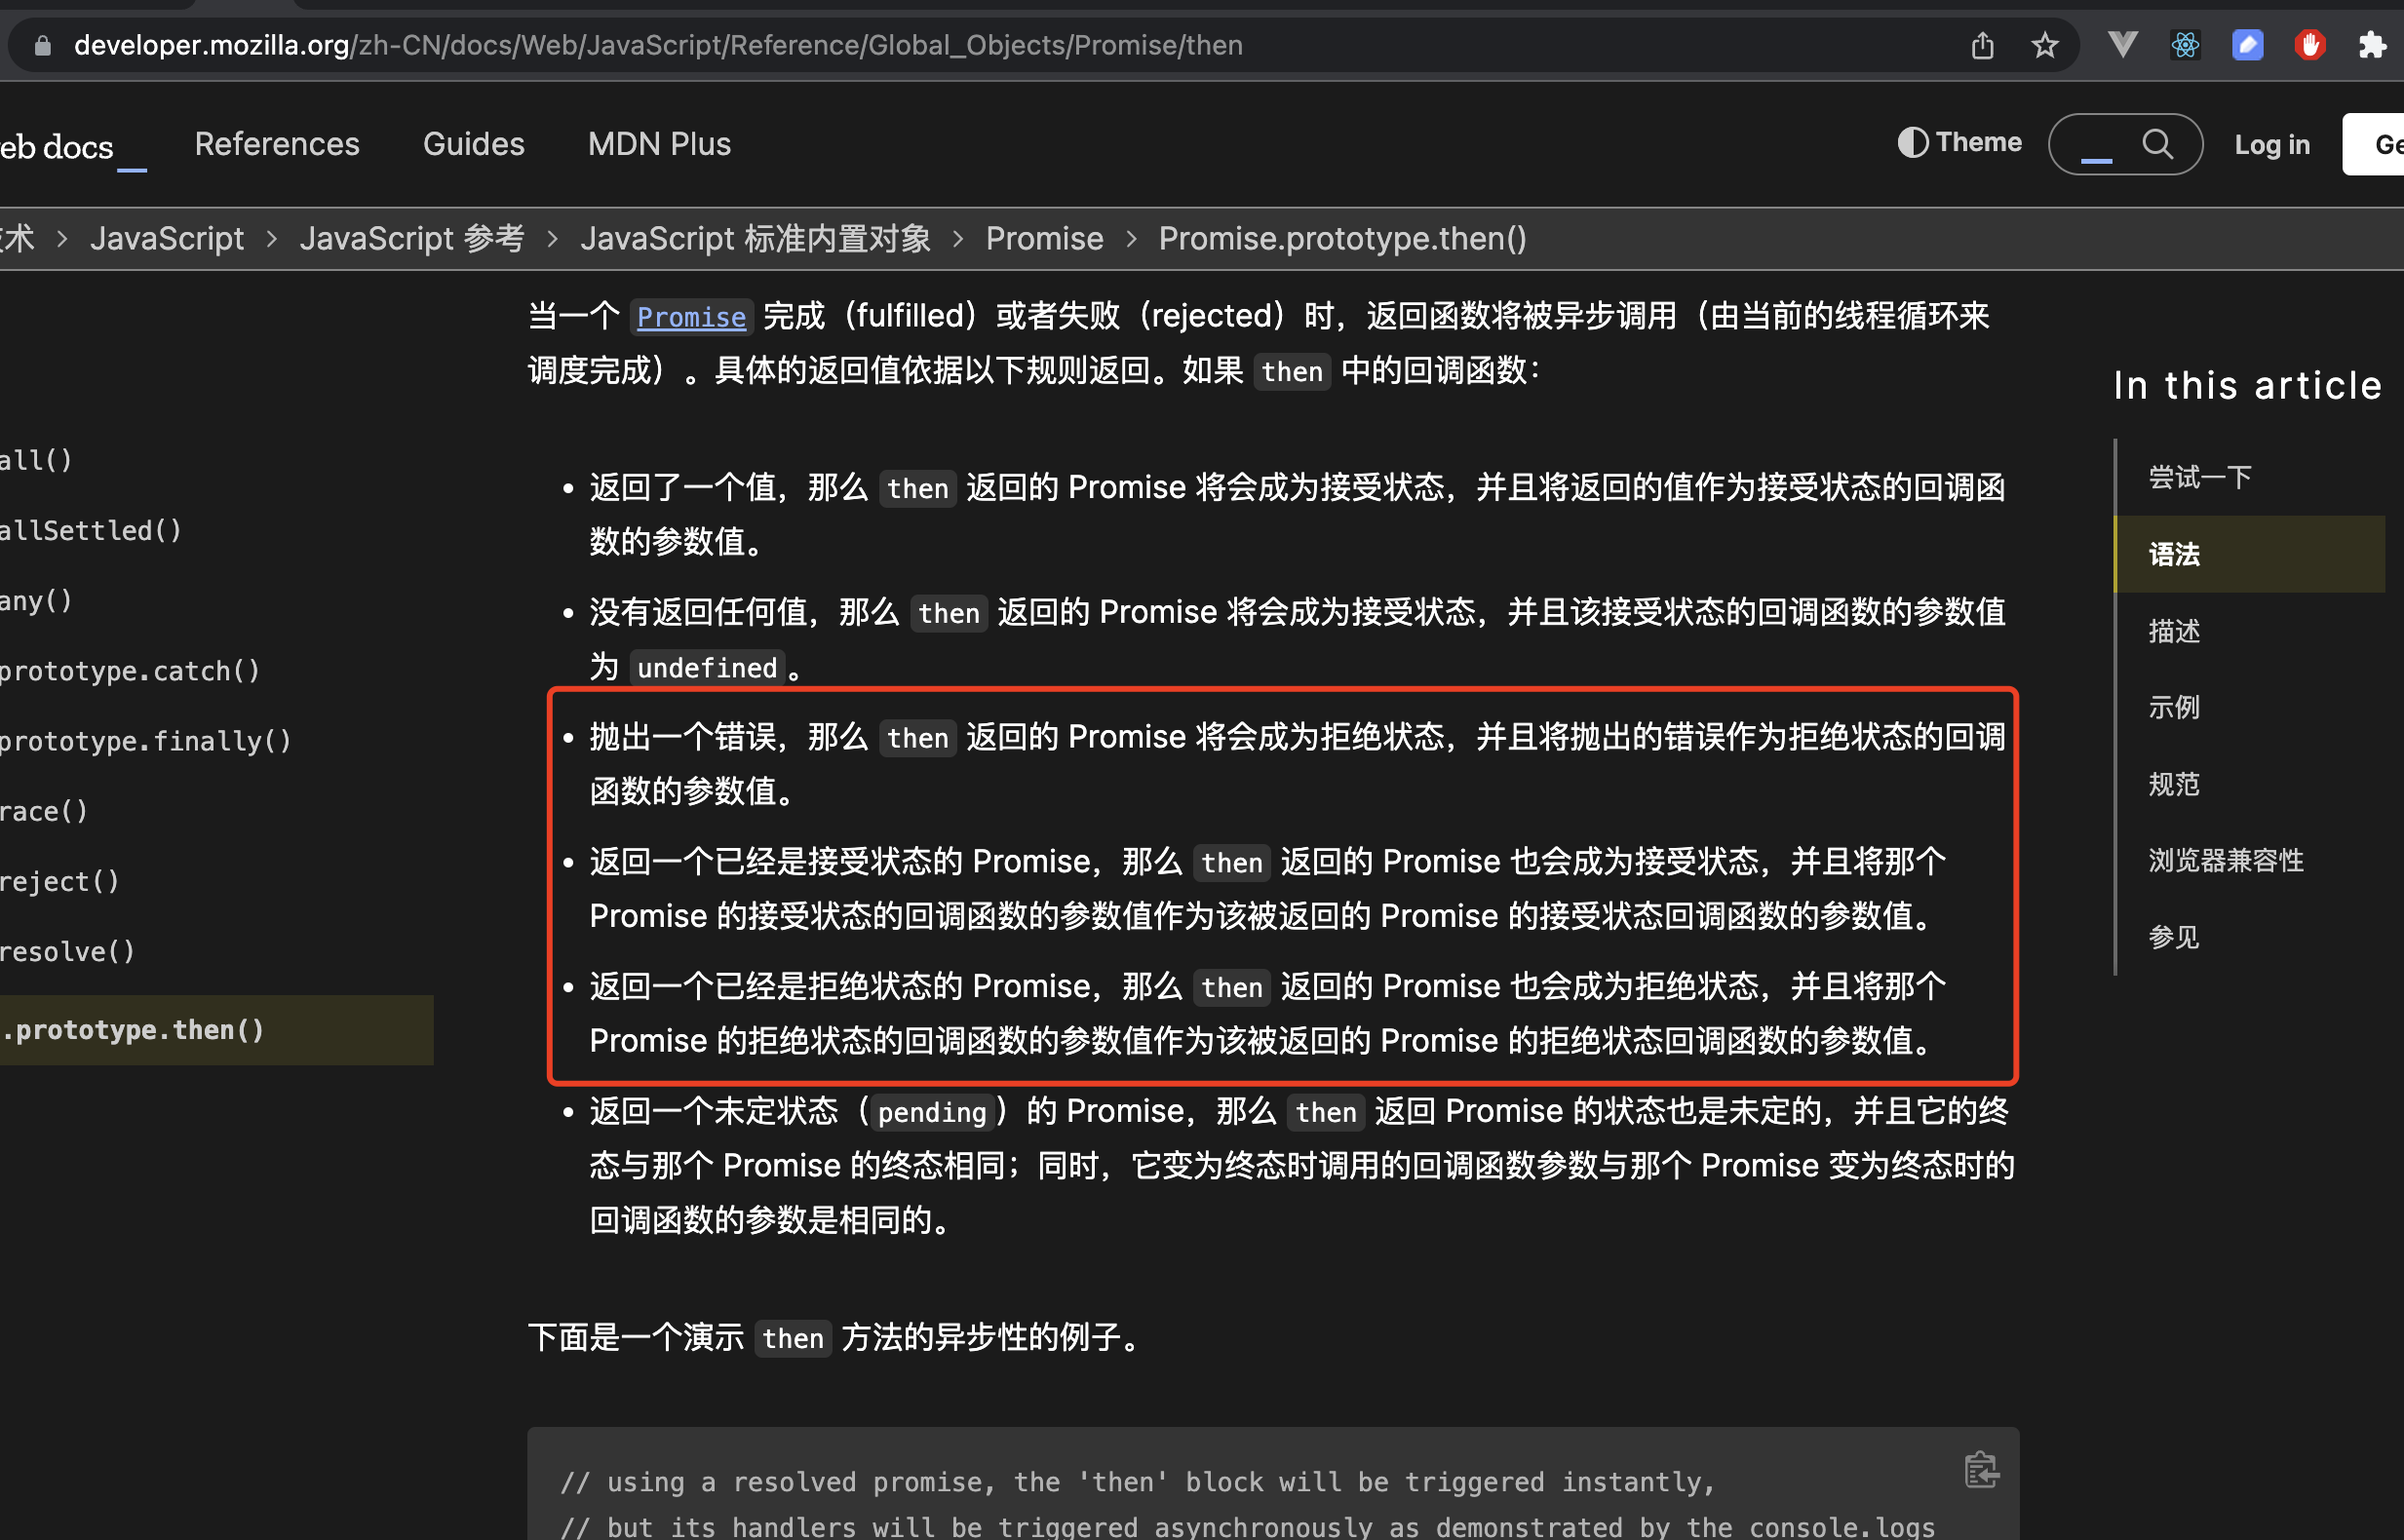 developer.mozilla.org/zh-CN/docs/Web/JavaScript/Reference/Global_Objects/Promise/then
eb docs
References
Guides
MDN Plus
Theme
Log in
Ge
术 > JavaScript > JavaScript 参考 > JavaScript 标准内置对象 > Promise > Promise.prototype.then()
all()
allSettled()
any()
prototype.catch()
prototype.finally()
race()
reject()
resolve()
.prototype.then()
当一个 Promise 完成（fulfilled）或者失败（rejected）时，返回函数将被异步调用（由当前的线程循环来
调度完成）。具体的返回值依据以下规则返回。如果 then 中的回调函数：
• 返回了一个值，那么 then 返回的 Promise 将会成为接受状态，并且将返回的值作为接受状态的回调函
数的参数值。
• 没有返回任何值，那么 then 返回的 Promise 将会成为接受状态，并且该接受状态的回调函数的参数值
为 undefined。
• 抛出一个错误，那么 then 返回的 Promise 将会成为拒绝状态，并且将抛出的错误作为拒绝状态的回调
函数的参数值。
• 返回一个已经是接受状态的 Promise，那么 then 返回的 Promise 也会成为接受状态，并且将那个
Promise 的接受状态的回调函数的参数值作为该被返回的 Promise 的接受状态回调函数的参数值。
• 返回一个已经是拒绝状态的 Promise，那么 then 返回的 Promise 也会成为拒绝状态，并且将那个
Promise 的拒绝状态的回调函数的参数值作为该被返回的 Promise 的拒绝状态回调函数的参数值。
• 返回一个未定状态（pending）的 Promise，那么 then 返回 Promise 的状态也是未定的，并且它的终
态与那个 Promise 的终态相同；同时，它变为终态时调用的回调函数参数与那个 Promise 变为终态时的
回调函数的参数是相同的。
下面是一个演示 then 方法的异步性的例子。
// using a resolved promise, the 'then' block will be triggered instantly,
// but its handlers will be triggered asynchronously as demonstrated by the console.logs
In this article
尝试一下
语法
描述
示例
规范
浏览器兼容性
参见